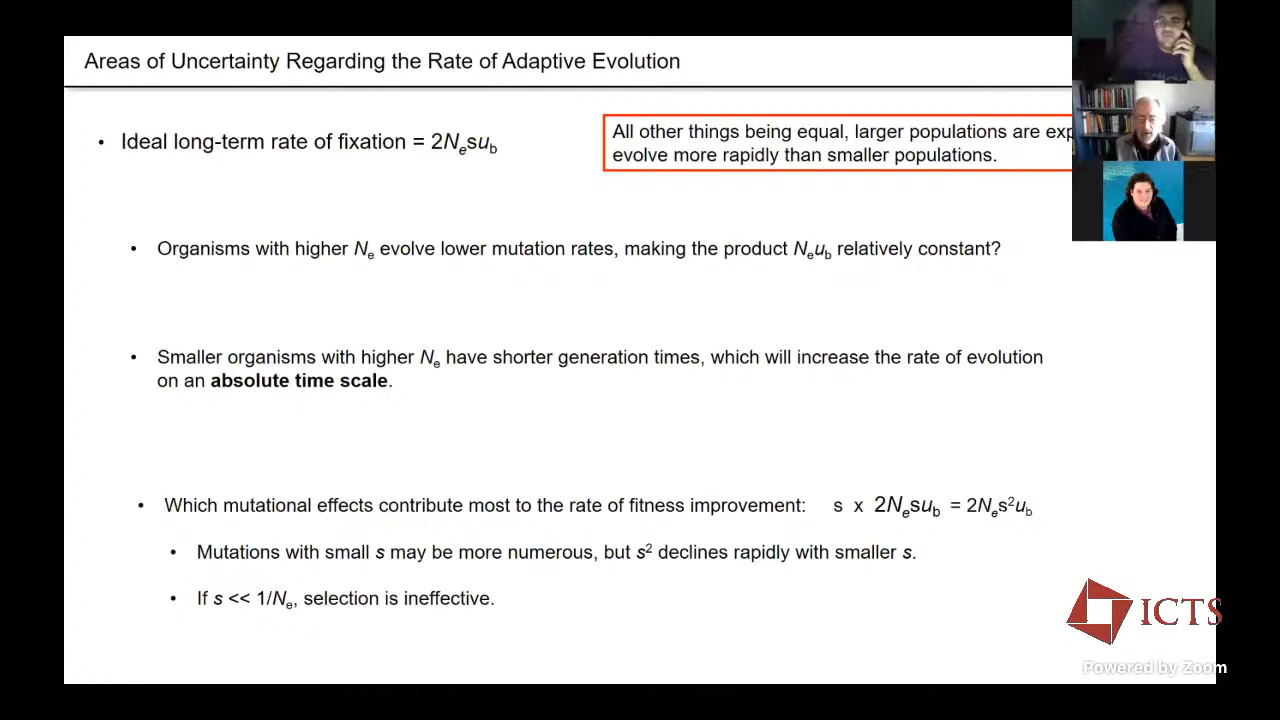 Areas of Uncertainty Regarding the Rate of Adaptive Evolution
• Ideal long-term rate of fixation = 2Nₑsu_b
All other things being equal, larger populations are exp
evolve more rapidly than smaller populations.
• Organisms with higher Nₑ evolve lower mutation rates, making the product Nₑu_b relatively constant?
• Smaller organisms with higher Nₑ have shorter generation times, which will increase the rate of evolution
on an absolute time scale.
• Which mutational effects contribute most to the rate of fitness improvement: s x 2Nₑsu_b = 2Nₑs²u_b
• Mutations with small s may be more numerous, but s² declines rapidly with smaller s.
• If s << 1/Nₑ, selection is ineffective.
ICTS
Powered by Zoom